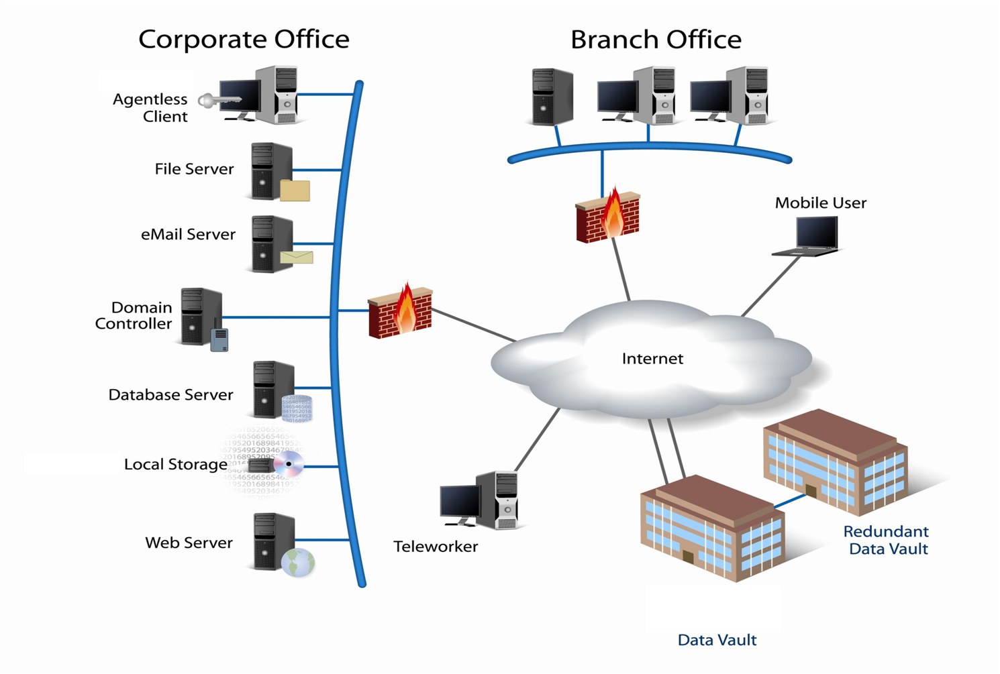 Corporate Office
Branch Office
Agentless
Client
File Server
Mobile User
eMail Server
Domain
Controller
Internet
Database Server
Local Storage
Redundant
Data Vault
Web Server
Teleworker
Data Vault